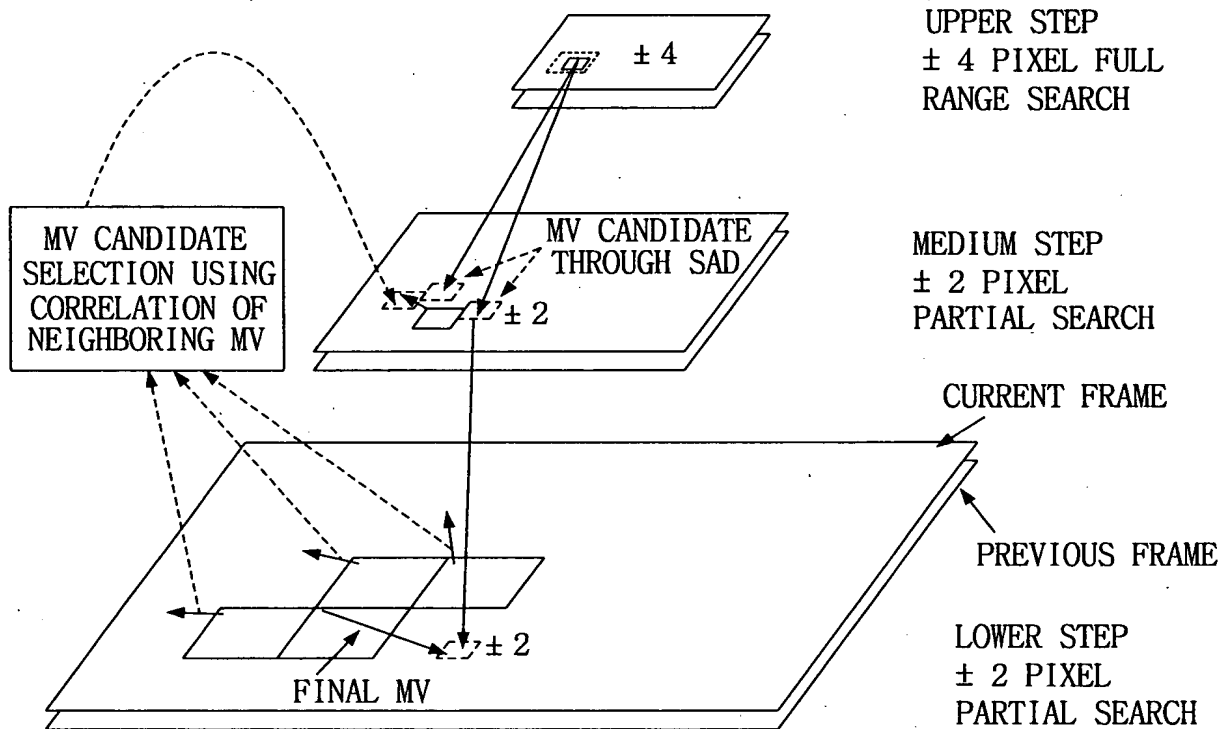 UPPER STEP
± 4 PIXEL FULL
RANGE SEARCH
± 4
MV CANDIDATE
SELECTION USING
CORRELATION OF
NEIGHBORING MV
MV CANDIDATE
THROUGH SAD
± 2
MEDIUM STEP
± 2 PIXEL
PARTIAL SEARCH
CURRENT FRAME
PREVIOUS FRAME
± 2
FINAL MV
LOWER STEP
± 2 PIXEL
PARTIAL SEARCH